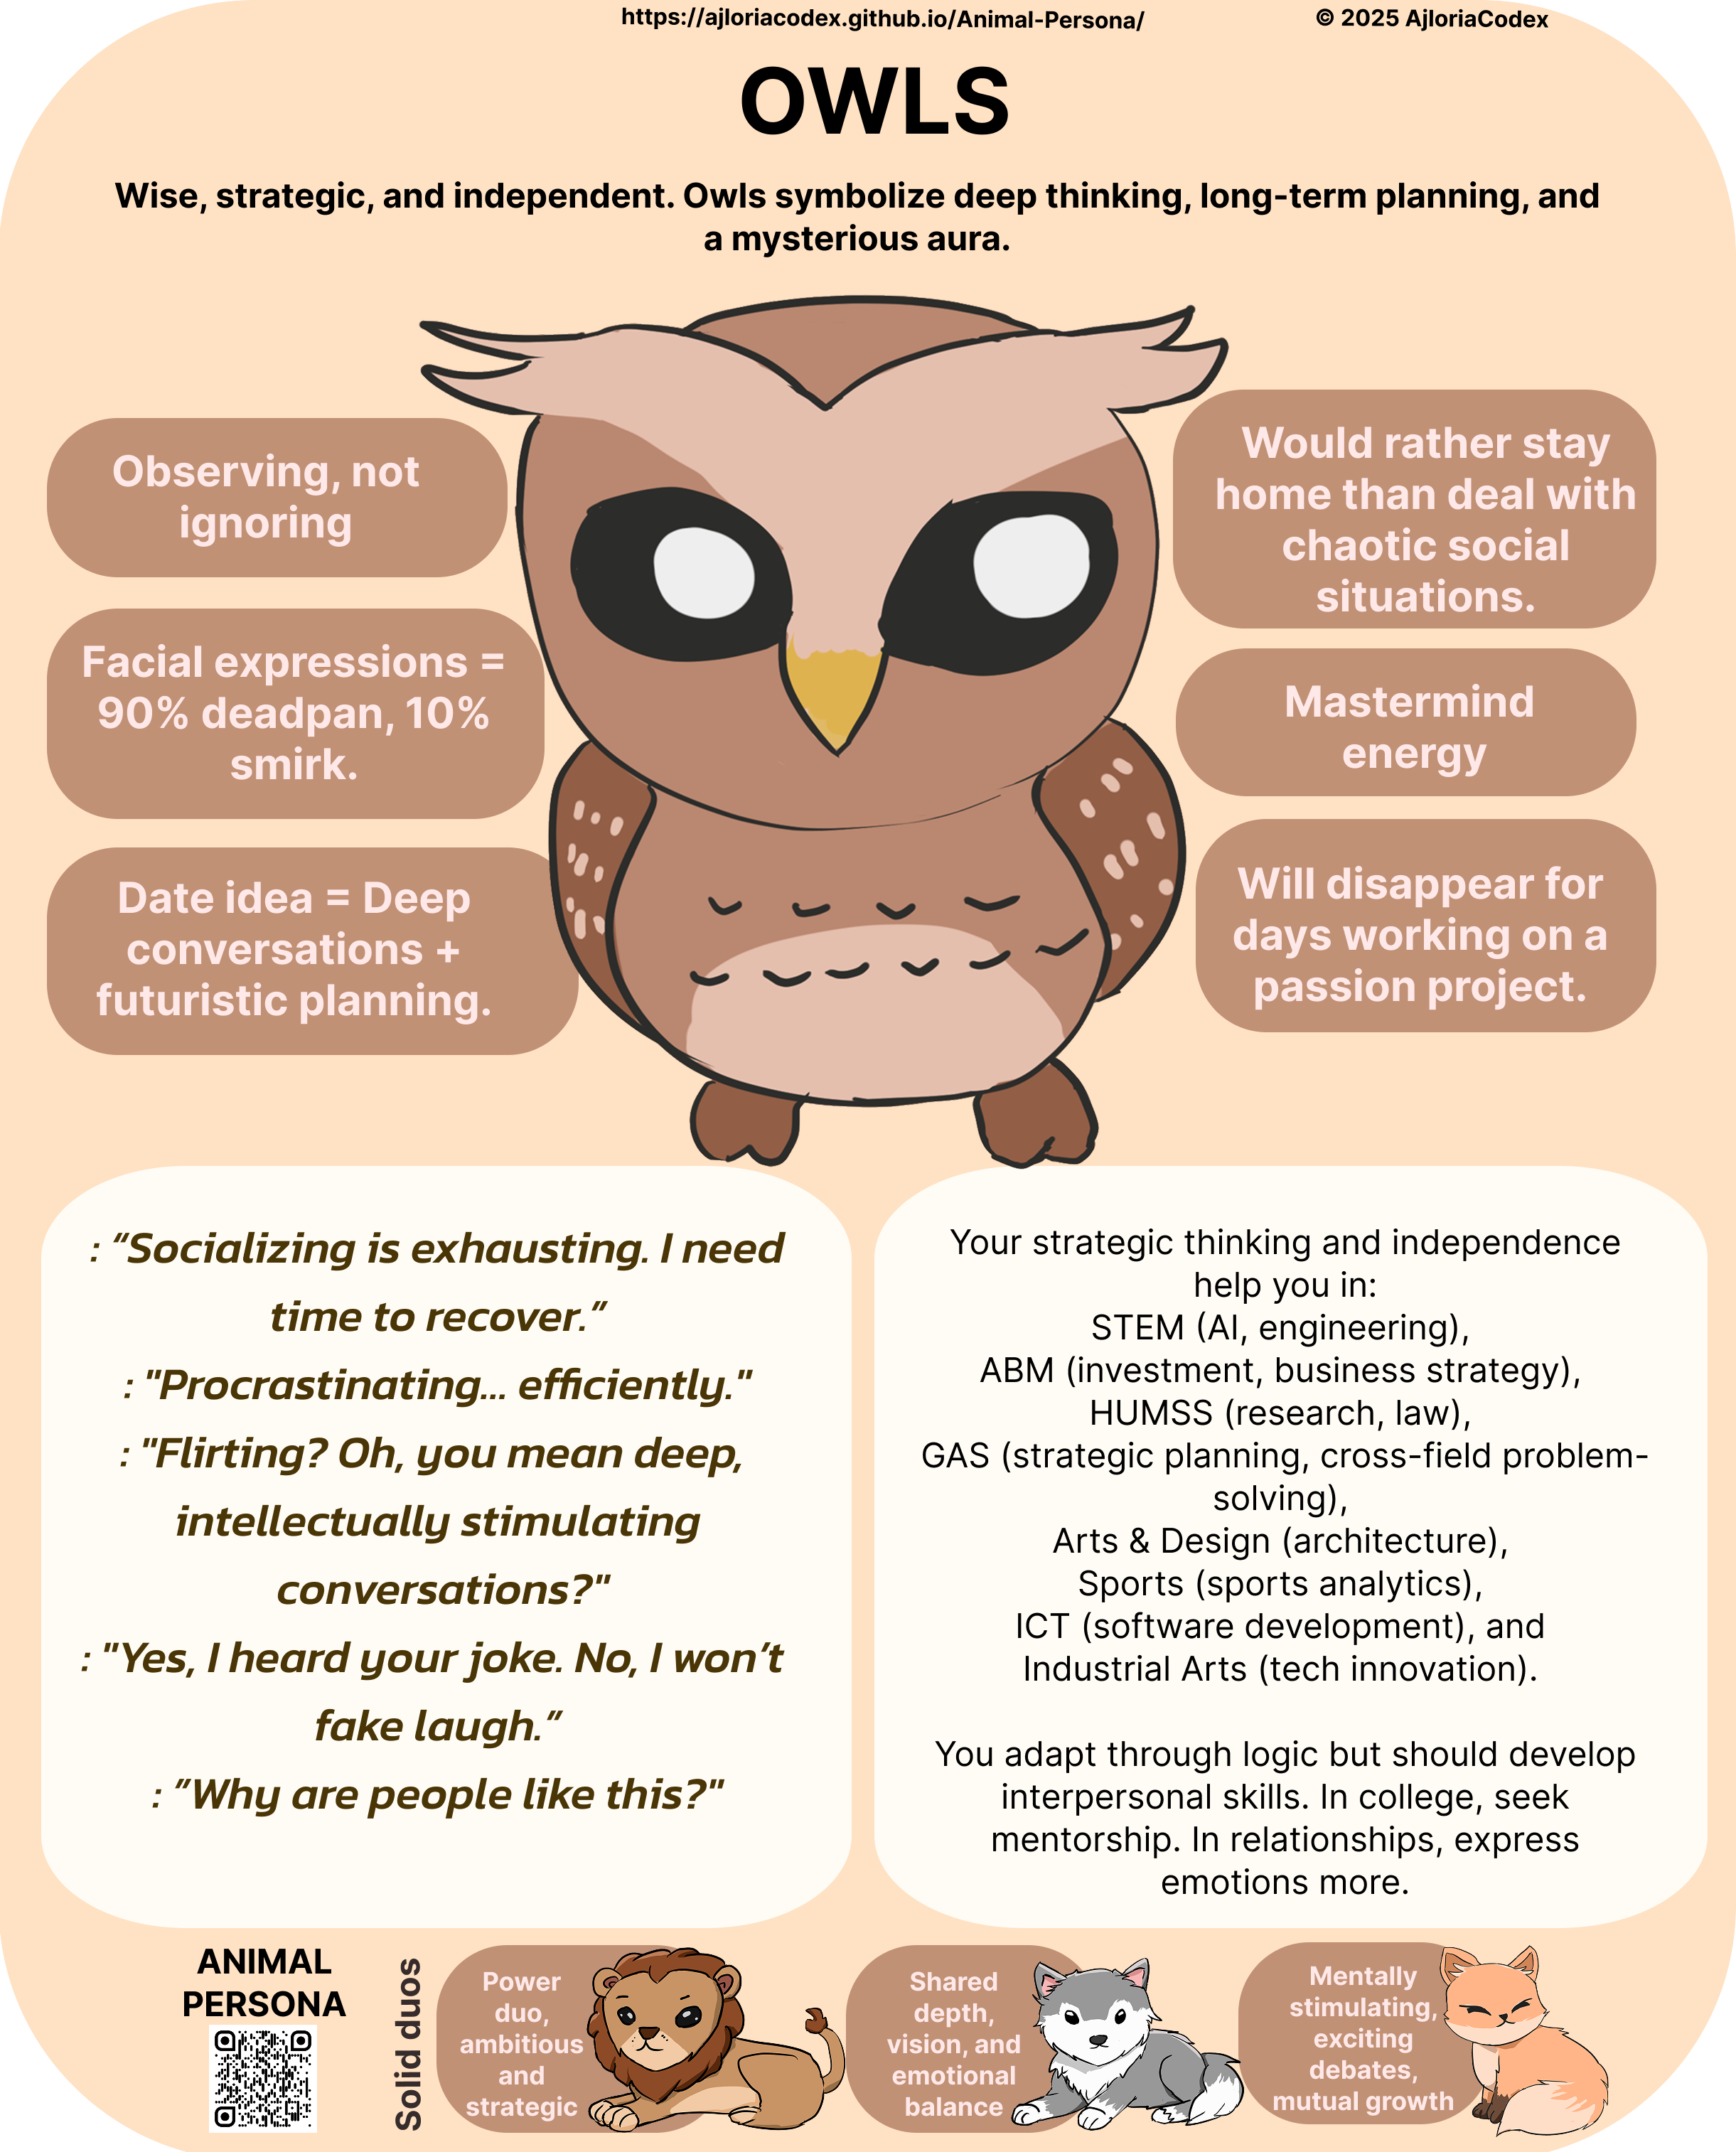 https://ajloriacodex.github.io/Animal-Persona/
© 2025 AjloriaCodex
OWLS
Wise, strategic, and independent. Owls symbolize deep thinking, long-term planning, and
a mysterious aura.
Observing, not
ignoring
Facial expressions =
90% deadpan, 10%
smirk.
Date idea = Deep
conversations +
futuristic planning.
Would rather stay
home than deal with
chaotic social
situations.
Mastermind
energy
Will disappear for
days working on a
passion project.
: “Socializing is exhausting. I need
time to recover.”
: "Procrastinating... efficiently."
: "Flirting? Oh, you mean deep,
intellectually stimulating
conversations?"
: "Yes, I heard your joke. No, I won’t
fake laugh.”
: ”Why are people like this?"
Your strategic thinking and independence
help you in:
STEM (AI, engineering),
ABM (investment, business strategy),
HUMSS (research, law),
GAS (strategic planning, cross-field problem-
solving),
Arts & Design (architecture),
Sports (sports analytics),
ICT (software development), and
Industrial Arts (tech innovation).
You adapt through logic but should develop
interpersonal skills. In college, seek
mentorship. In relationships, express
emotions more.
ANIMAL
PERSONA
Solid duos
Power
duo,
ambitious
and
strategic
Shared
depth,
vision, and
emotional
balance
Mentally
stimulating,
exciting
debates,
mutual growth